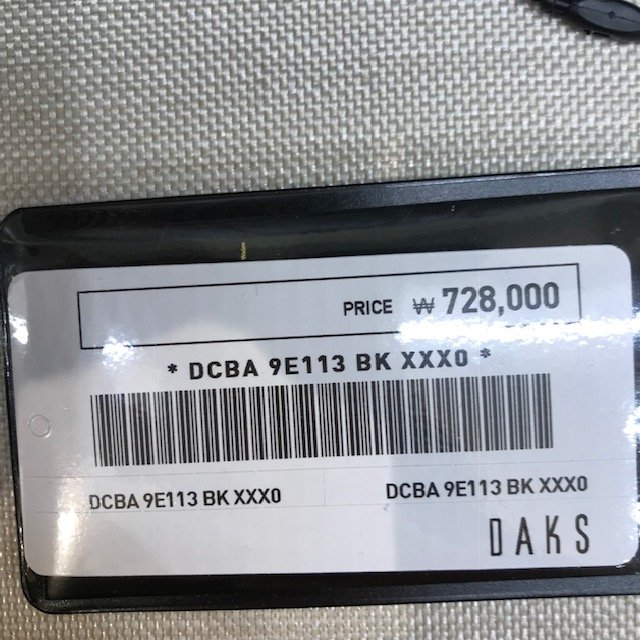 PRICE ₩ 728,000
* DCBA 9E113 BK XXX0 *
DCBA 9E113 BK XXX0 DCBA 9E113 BK XXX0
DAKS